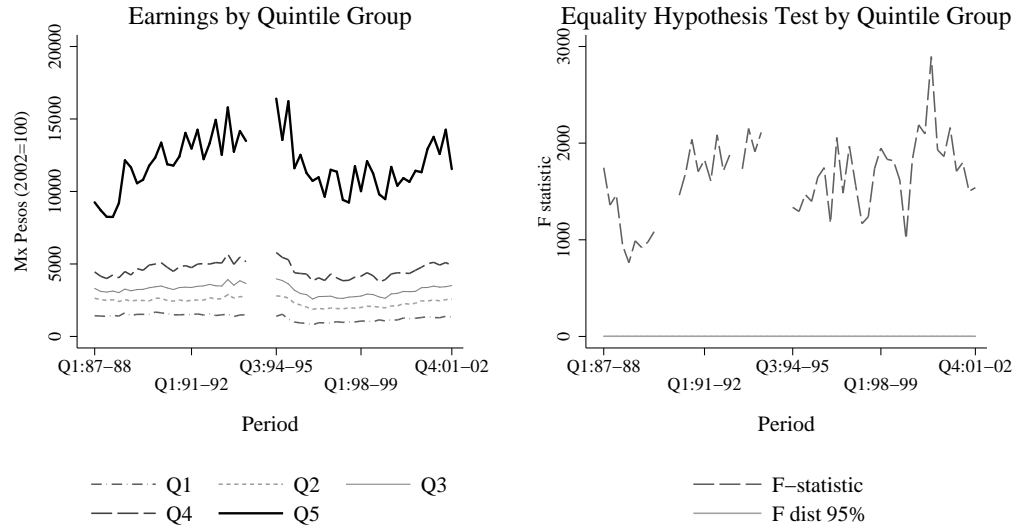 Earnings by Quintile Group
Mx Pesos (2002=100)
20000
15000
10000
5000
0
Q1:87−88
Q1:91−92
Q3:94−95
Q1:98−99
Q4:01−02
Period
Q1
Q2
Q3
Q4
Q5
Equality Hypothesis Test by Quintile Group
F statistic
3000
2000
1000
0
Q1:87−88
Q1:91−92
Q3:94−95
Q1:98−99
Q4:01−02
Period
F−statistic
F dist 95%